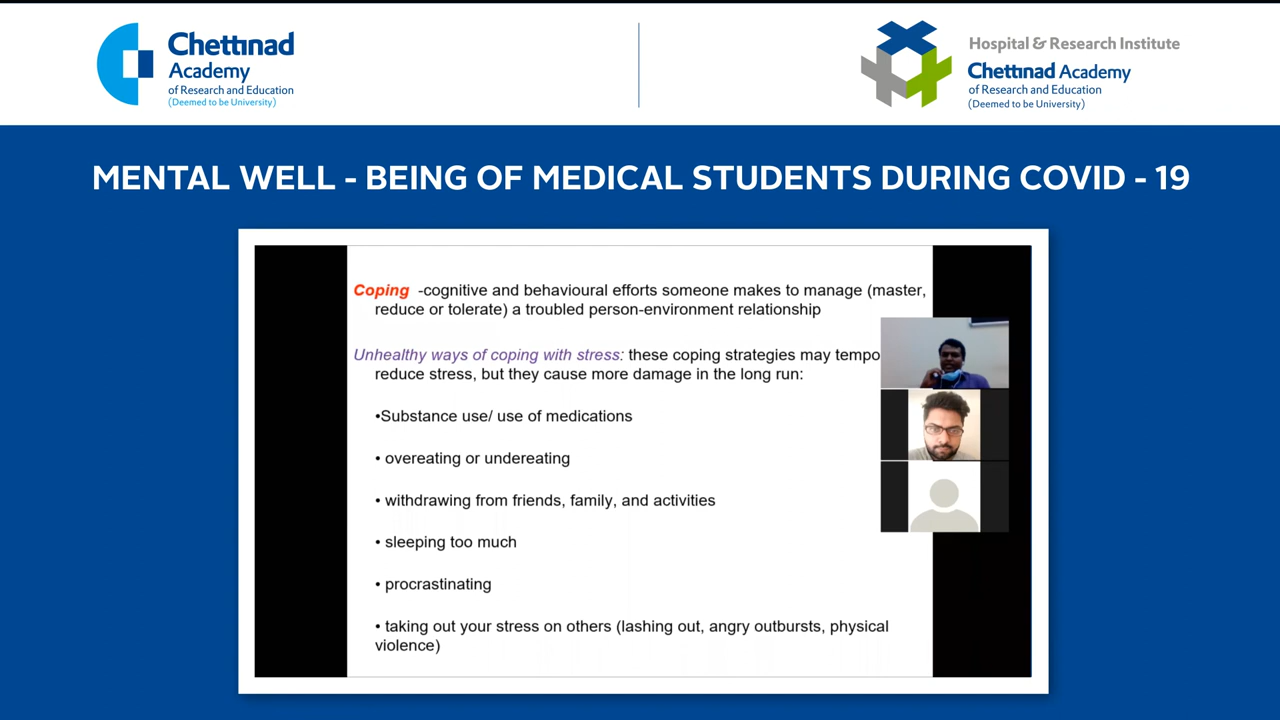 Chettinad
Academy
of Research and Education
(Deemed to be University)
Hospital & Research Institute
Chettinad Academy
of Research and Education
(Deemed to be University)
MENTAL WELL - BEING OF MEDICAL STUDENTS DURING COVID - 19
Coping -cognitive and behavioural efforts someone makes to manage (master,
reduce or tolerate) a troubled person-environment relationship
Unhealthy ways of coping with stress: these coping strategies may tempo
reduce stress, but they cause more damage in the long run:
•Substance use/ use of medications
• overeating or undereating
• withdrawing from friends, family, and activities
• sleeping too much
• procrastinating
• taking out your stress on others (lashing out, angry outbursts, physical
violence)